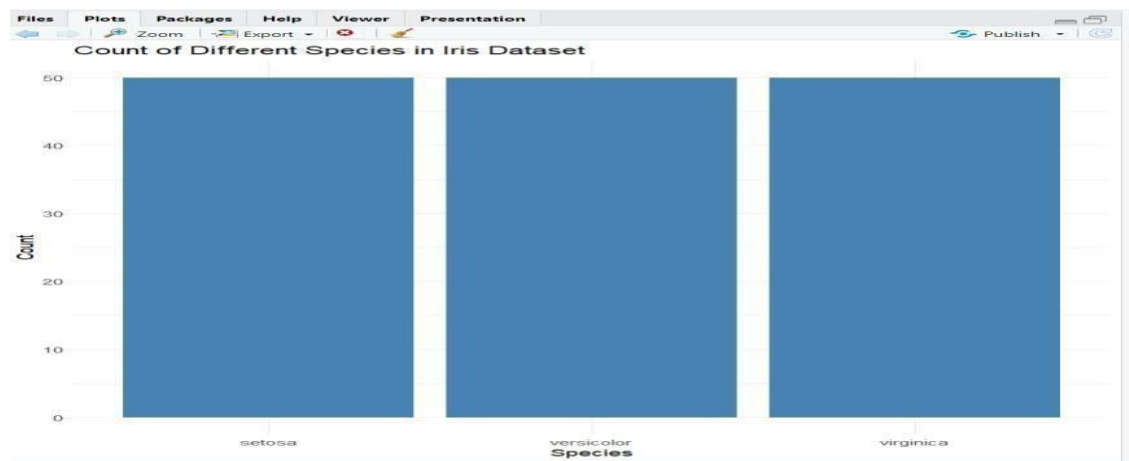 Files Plots Packages Help Viewer Presentation
Zoom Export Publish
Count of Different Species in Iris Dataset
50
40
30
20
10
0
Count
setosa versicolor virginica
Species